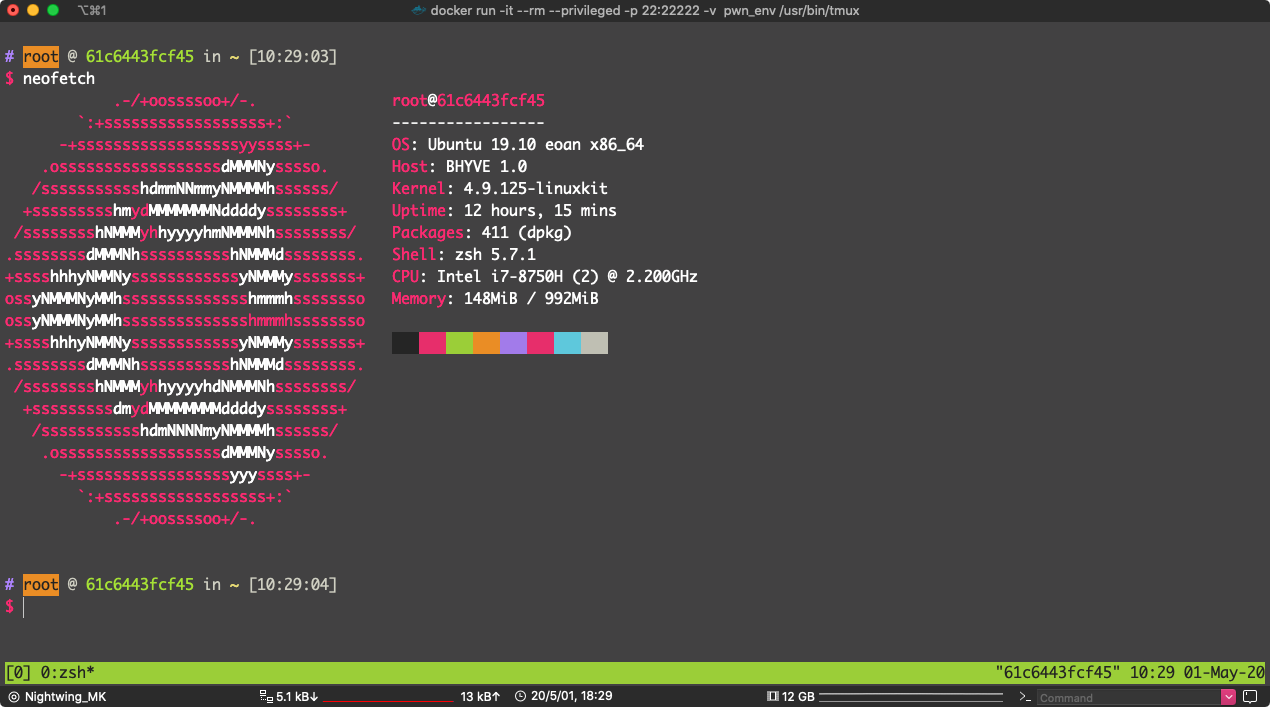 ⌥⌘1 docker run -it --rm --privileged -p 22:22222 -v  pwn_env /usr/bin/tmux
# root @ 61c6443fcf45 in ~ [10:29:03]
$ neofetch
            .-/+oossssoo+/-.               root@61c6443fcf45
        `:+ssssssssssssssssss+:`           -----------------
      -+ssssssssssssssssssyyssss+-         OS: Ubuntu 19.10 eoan x86_64
    .ossssssssssssssssssdMMMNysssso.       Host: BHYVE 1.0
   /ssssssssssshdmmNNmmyNMMMMhssssss/      Kernel: 4.9.125-linuxkit
  +ssssssssshmydMMMMMMMNddddyssssssss+     Uptime: 12 hours, 15 mins
 /sssssssshNMMMyhhyyyyhmNMMMNhssssssss/    Packages: 411 (dpkg)
.ssssssssdMMMNhsssssssssshNMMMdssssssss.   Shell: zsh 5.7.1
+sssshhhyNMMNyssssssssssssyNMMMysssssss+   CPU: Intel i7-8750H (2) @ 2.200GHz
ossyNMMMNyMMhsssssssssssssshmmmhssssssso   Memory: 148MiB / 992MiB
ossyNMMMNyMMhsssssssssssssshmmmhssssssso
+sssshhhyNMMNyssssssssssssyNMMMysssssss+
.ssssssssdMMMNhsssssssssshNMMMdssssssss.
 /sssssssshNMMMyhhyyyyhdNMMMNhssssssss/
  +sssssssssdmydMMMMMMMMddddyssssssss+
   /ssssssssssshdmNNNNmyNMMMMhssssss/
    .ossssssssssssssssssdMMMNysssso.
      -+sssssssssssssssssyyyssss+-
        `:+ssssssssssssssssss+:`
            .-/+oossssoo+/-.
# root @ 61c6443fcf45 in ~ [10:29:04]
$
[0] 0:zsh* "61c6443fcf45" 10:29 01-May-20
Nightwing_MK 5.1 kB↓ 13 kB↑ 20/5/01, 18:29 12 GB >_ Command